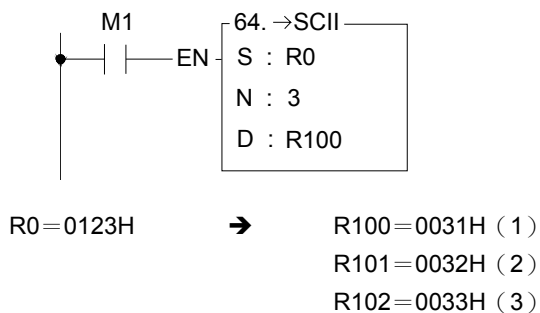 M1
64. →SCII
EN
S : R0
N : 3
D : R100
R0＝0123H ➔ R100＝0031H（1）
R101＝0032H（2）
R102＝0033H（3）